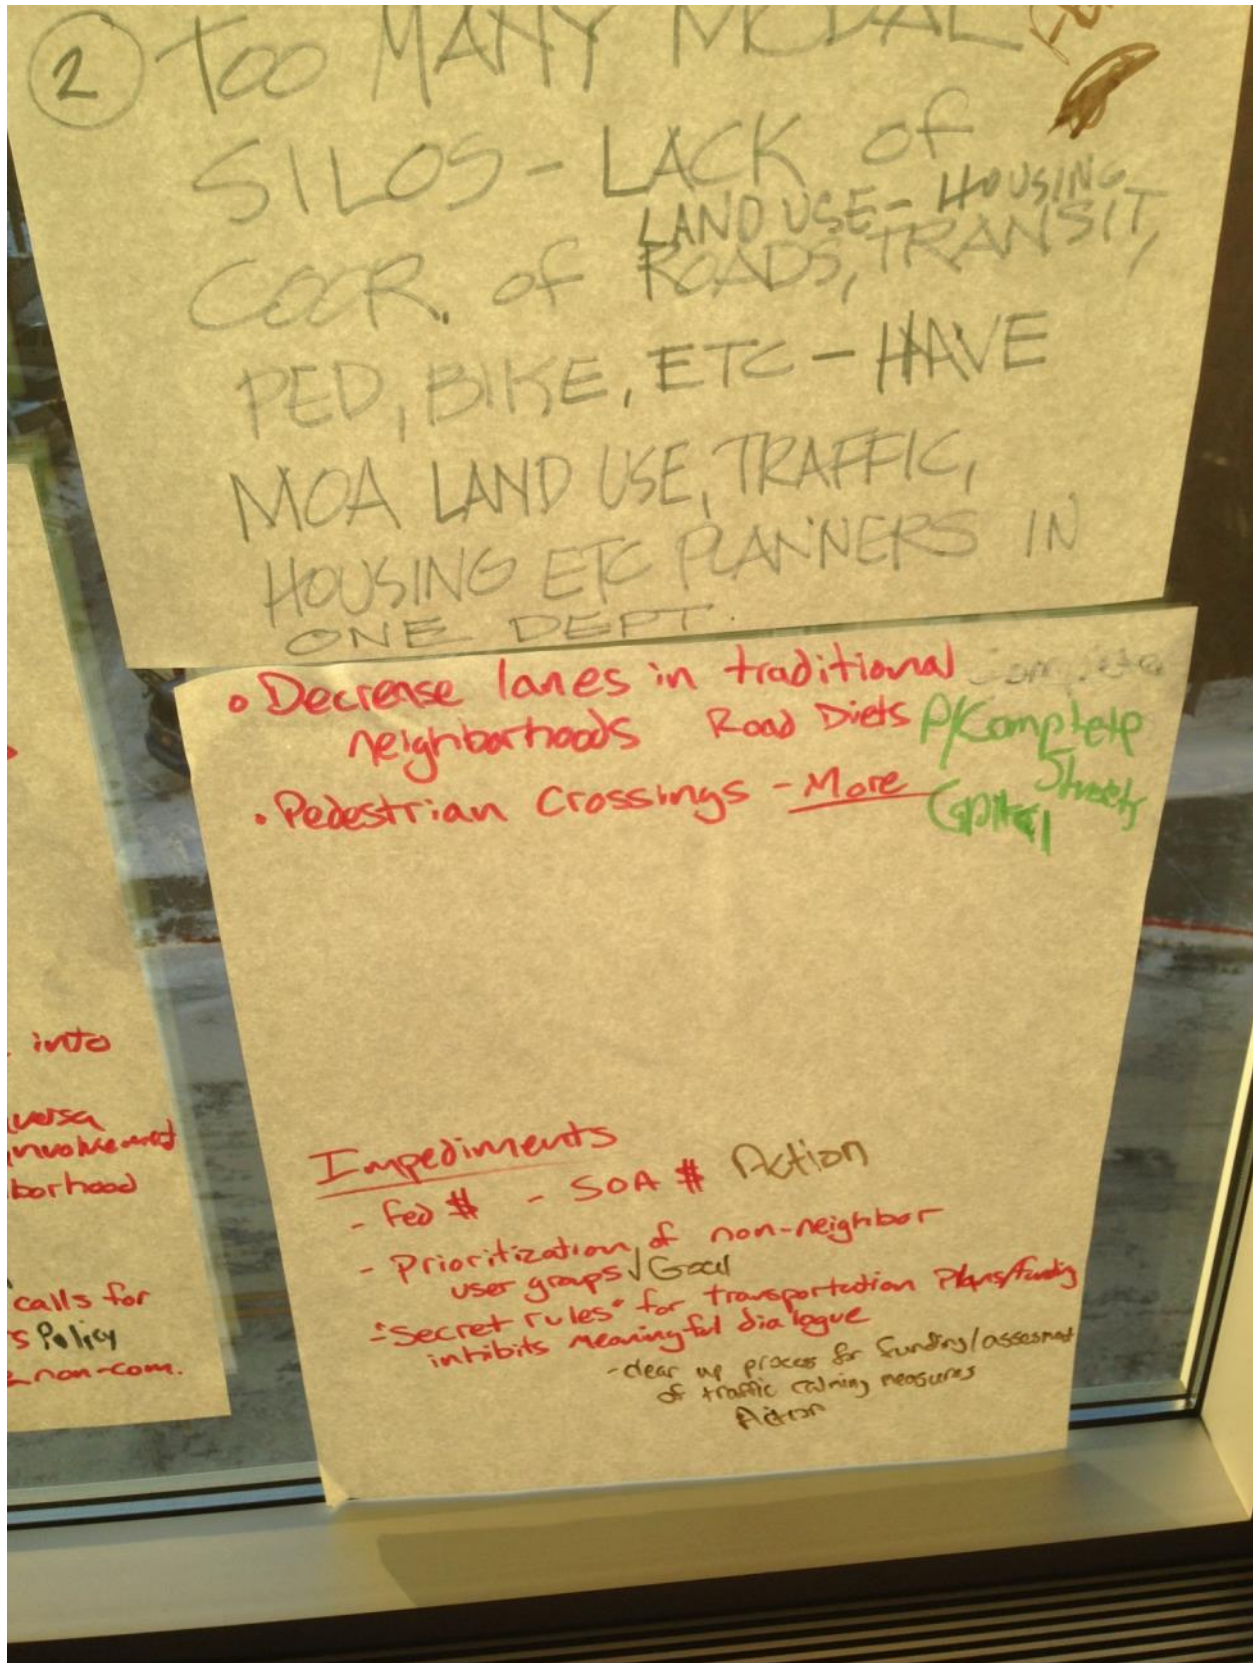 ② TOO MANY MODAL
SILOS - LACK of
LAND USE - HOUSING
COOR. of ROADS, TRANSIT,
PED, BIKE, ETC - HAVE
MOA LAND USE, TRAFFIC,
HOUSING ETC PLANNERS IN
ONE DEPT.
• Decrease lanes in traditional
neighborhoods Road Diets P/Complete
Streets
• Pedestrian Crossings - More Capital
Impediments
- Fed $ - SOA $ Action
- Prioritization of non-neighbor
user groups / Goal
- "Secret rules" for transportation Plans/funding
inhibits meaningful dialogue
- clear up process for funding/assesment
of traffic calming measures
Action
into
versa
involvement
borhood
calls for
s Policy
non-com.